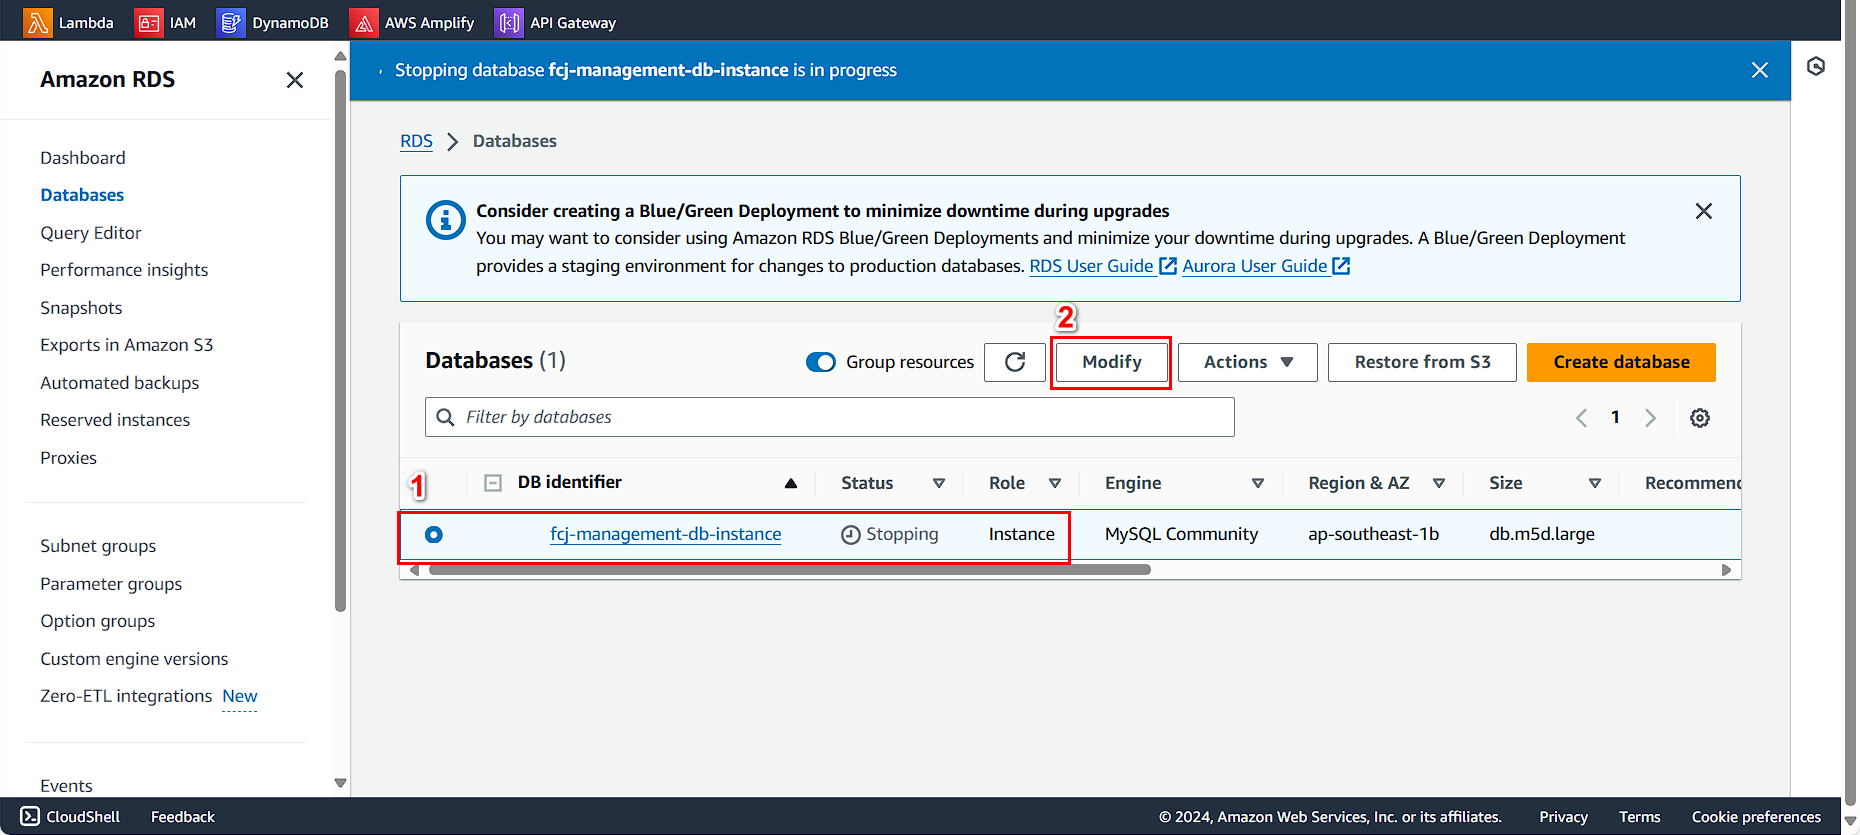 Lambda IAM DynamoDB AWS Amplify API Gateway
Amazon RDS
Dashboard
Databases
Query Editor
Performance insights
Snapshots
Exports in Amazon S3
Automated backups
Reserved instances
Proxies
Subnet groups
Parameter groups
Option groups
Custom engine versions
Zero-ETL integrations New
Events
Stopping database fcj-management-db-instance is in progress
RDS Databases
Consider creating a Blue/Green Deployment to minimize downtime during upgrades
You may want to consider using Amazon RDS Blue/Green Deployments and minimize your downtime during upgrades. A Blue/Green Deployment
provides a staging environment for changes to production databases. RDS User Guide Aurora User Guide
2
Databases (1) Group resources Modify Actions Restore from S3 Create database
Filter by databases 1
1 DB identifier Status Role Engine Region & AZ Size Recommend
fcj-management-db-instance Stopping Instance MySQL Community ap-southeast-1b db.m5d.large
CloudShell Feedback © 2024, Amazon Web Services, Inc. or its affiliates. Privacy Terms Cookie preferences